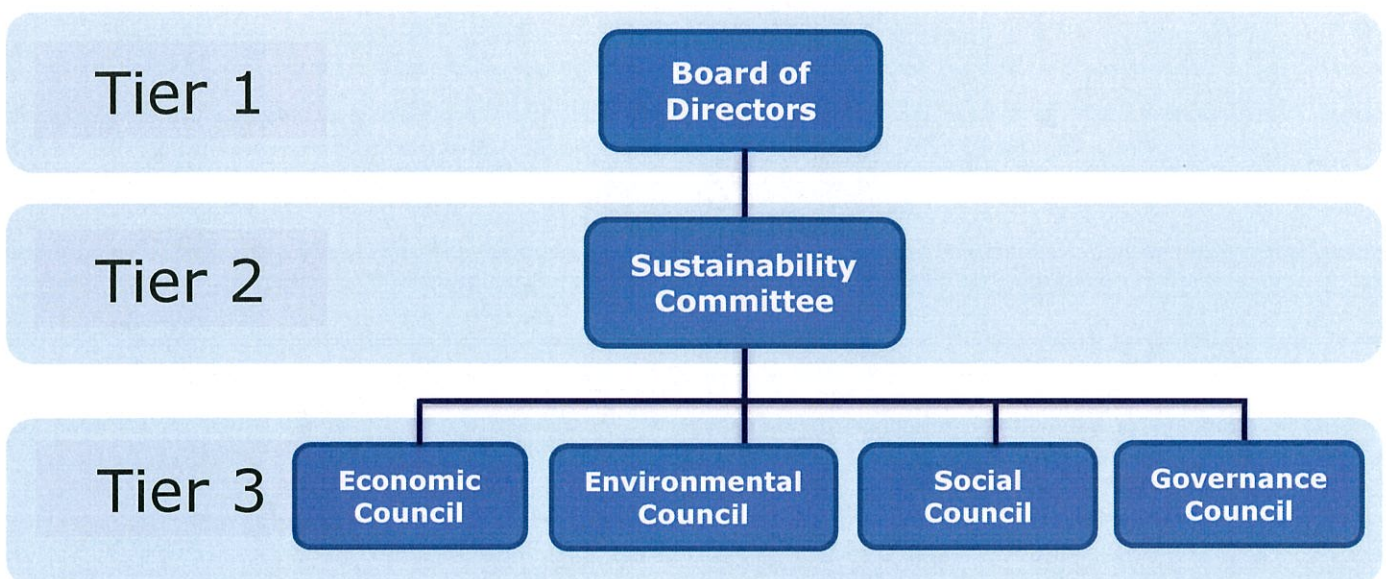 Tier 1
Board of
Directors
Tier 2
Sustainability
Committee
Tier 3
Economic
Council
Environmental
Council
Social
Council
Governance
Council